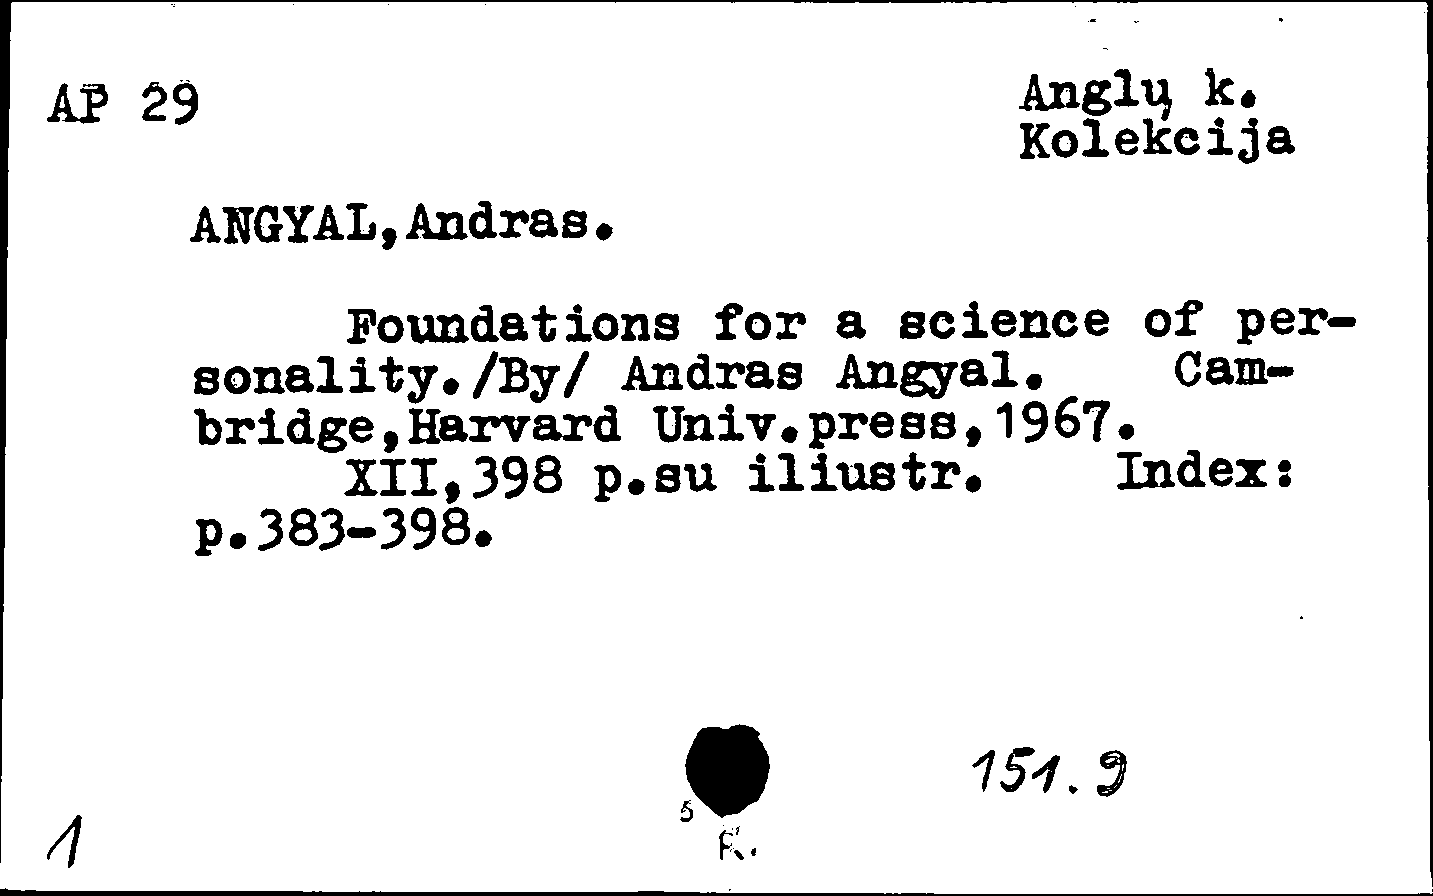 AP 29
Anglų k.
Kolekcija
ANGYAL,Andras.
Foundations for a science of per-
sonality./By/ Andras Angyal. Cam-
bridge,Harvard Univ.press,1967.
XII,398 p.su iliustr. Index:
p.383-398.
151.9
5
R.
1